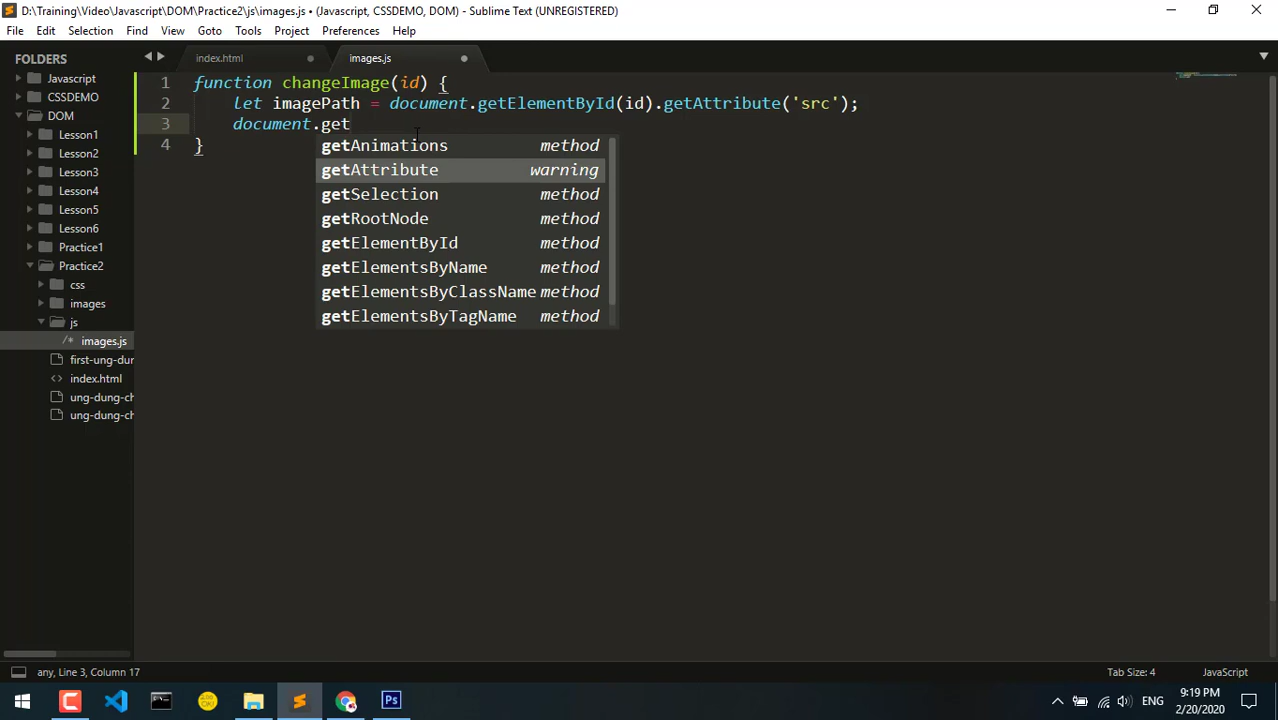 D:\Training\Video\Javascript\DOM\Practice2\js\images.js • (Javascript, CSSDEMO, DOM) - Sublime Text (UNREGISTERED)
File Edit Selection Find View Goto Tools Project Preferences Help
FOLDERS
Javascript
CSSDEMO
DOM
Lesson1
Lesson2
Lesson3
Lesson4
Lesson5
Lesson6
Practice1
Practice2
css
images
js
/* images.js
first-ung-dur
<> index.html
ung-dung-ch
ung-dung-ch
index.html
images.js
1 function changeImage(id) {
2 let imagePath = document.getElementById(id).getAttribute('src');
3 document.get
4 }
getAnimations method
getAttribute warning
getSelection method
getRootNode method
getElementById method
getElementsByName method
getElementsByClassName method
getElementsByTagName method
any, Line 3, Column 17
Tab Size: 4
JavaScript
ENG
9:19 PM
2/20/2020